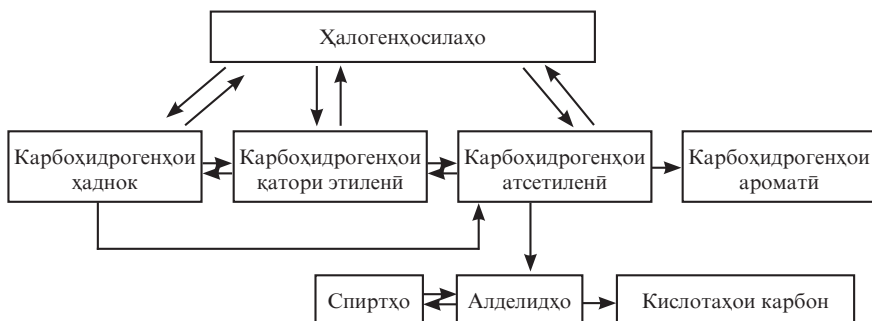 Ҳалогенҳосилаҳо
Карбоҳидрогенҳои
ҳаднок
Карбоҳидрогенҳои
қатори этиленӣ
Карбоҳидрогенҳои
атсетиленӣ
Карбоҳидрогенҳои
ароматӣ
Спиртҳо
Алделидҳо
Кислотаҳои карбон